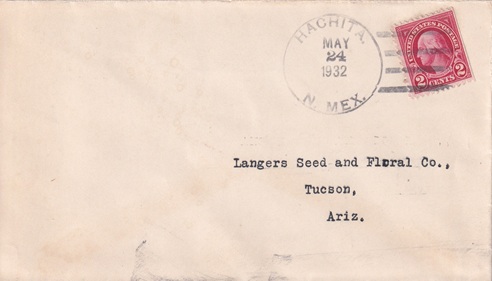 HACHITA.
MAY
24
1932
N. MEX.
UNITED STATES POSTAGE
2 CENTS 2
Langers Seed and Floral Co.,
Tucson,
Ariz.